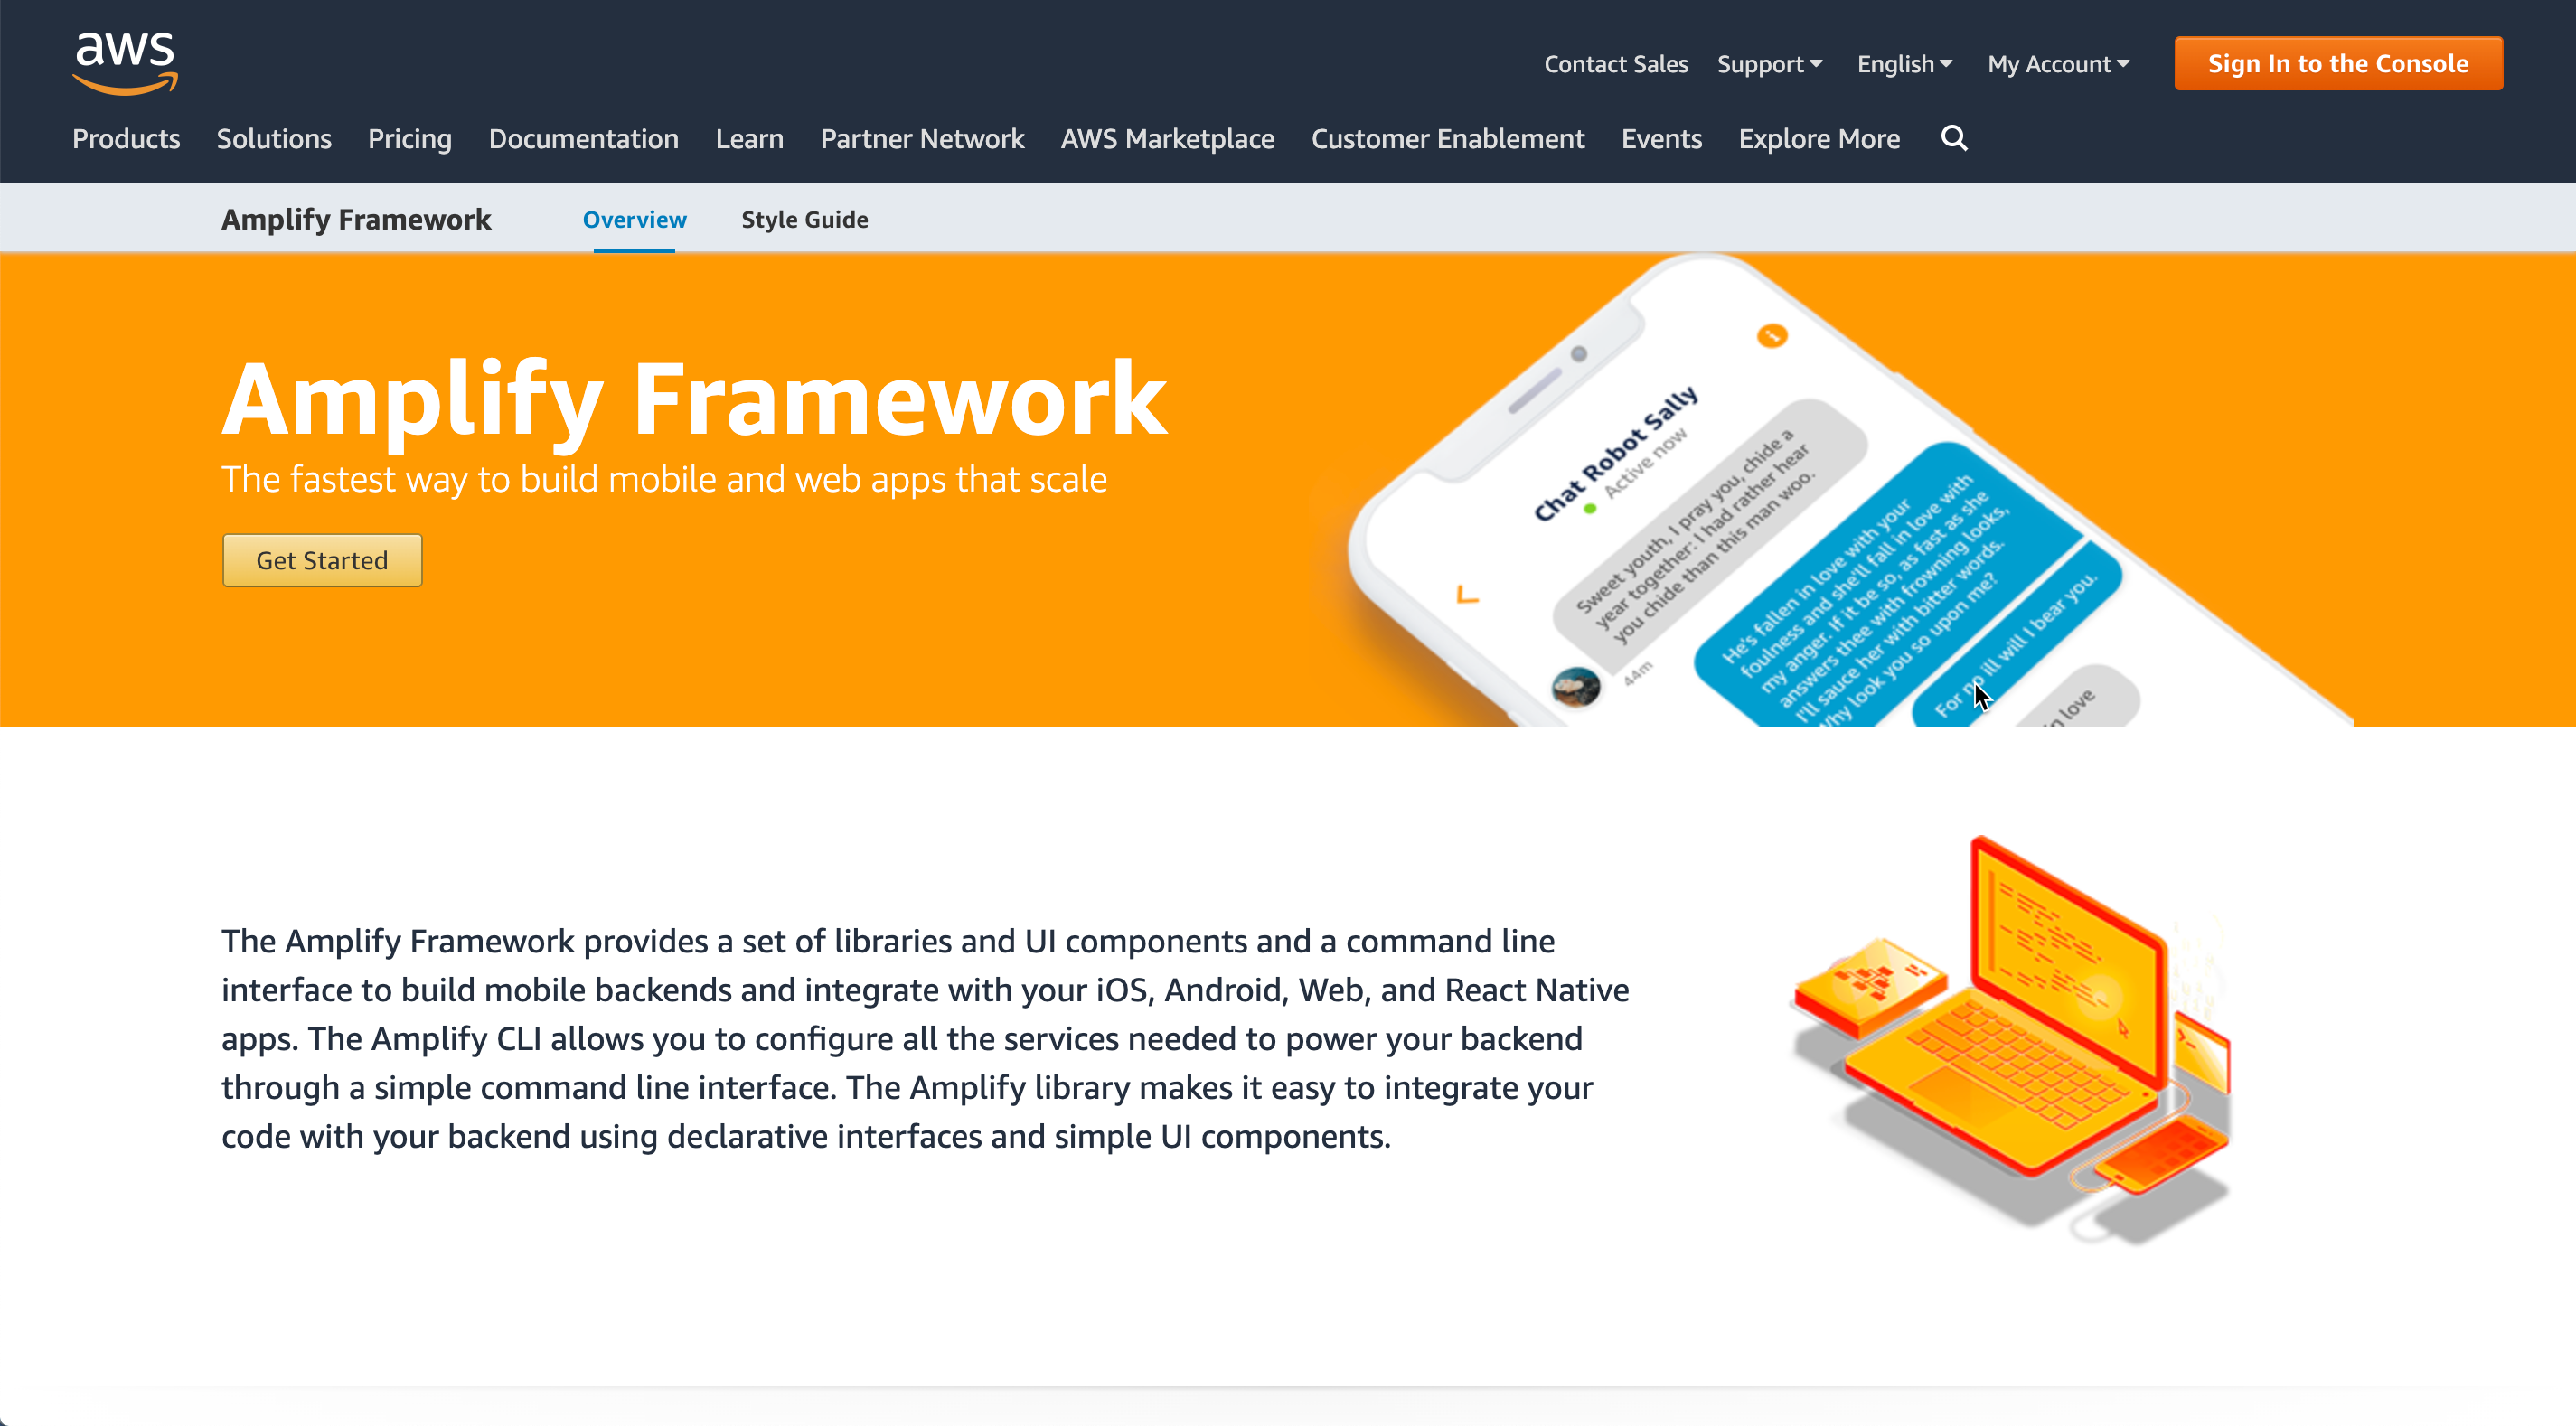 aws
Contact Sales Support English My Account Sign In to the Console
Products Solutions Pricing Documentation Learn Partner Network AWS Marketplace Customer Enablement Events Explore More
Amplify Framework Overview Style Guide
Amplify Framework
The fastest way to build mobile and web apps that scale
Get Started
Chat Robot Sally
Active now
Sweet youth, I pray you, chide a
year together: I had rather hear
you chide than this man woo.
44m
He's fallen in love with your
foulness and she'll fall in love with
my anger. If it be so, as fast as she
answers thee with frowning looks,
I'll sauce her with bitter words.
Why look you so upon me?
For no ill will I bear you.
in love
The Amplify Framework provides a set of libraries and UI components and a command line
interface to build mobile backends and integrate with your iOS, Android, Web, and React Native
apps. The Amplify CLI allows you to configure all the services needed to power your backend
through a simple command line interface. The Amplify library makes it easy to integrate your
code with your backend using declarative interfaces and simple UI components.